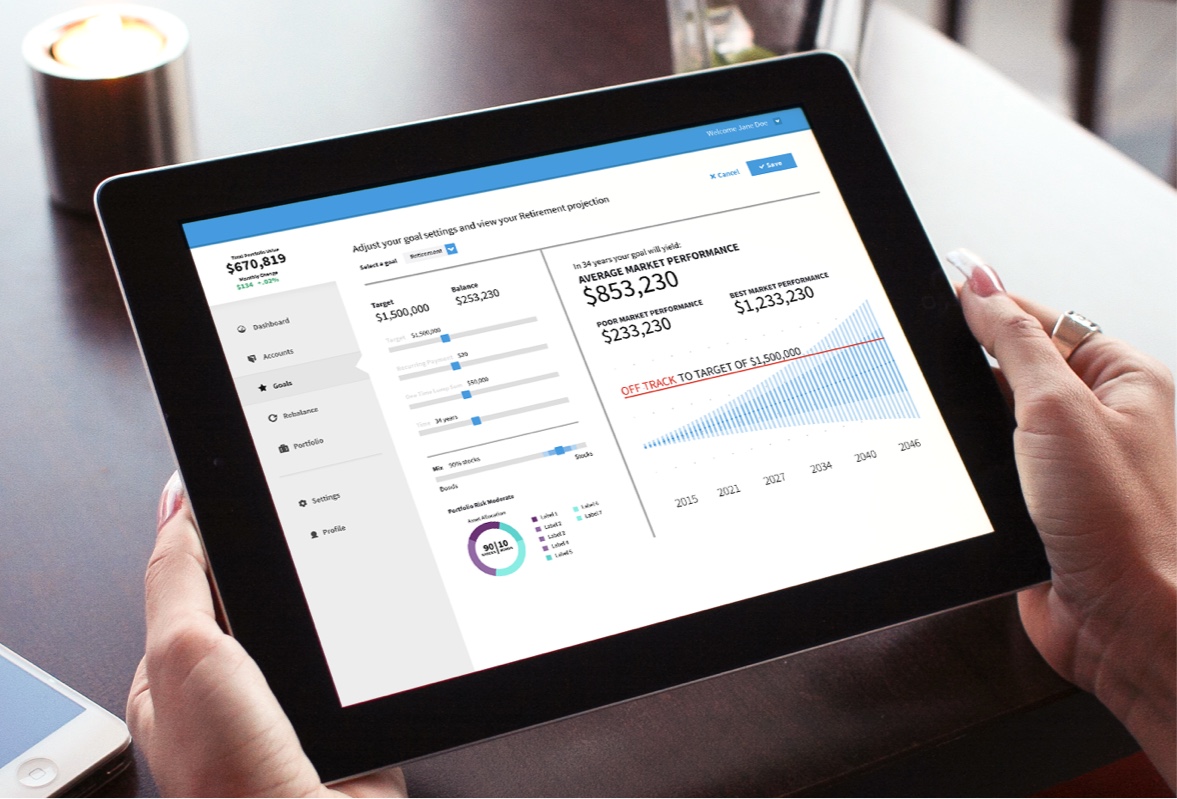 Welcome Jane Doe
Cancel
Save
Total Portfolio Value
$670,819
Monthly Change
Adjust your goal settings and view your Retirement projection
Select a goal
Retirement
Dashboard
Accounts
Goals
Rebalance
Portfolio
Settings
Profile
Target
$1,500,000
Balance
$253,230
Target $1,500,000
Recurring Payment
One Time Lump Sum $50,000
Time 34 years
Mix 90% stocks
Bonds
Stocks
Portfolio Risk Moderate
Asset Allocation
90|10
Label 1
Label 2
Label 3
Label 4
Label 5
Label 6
Label 7
In 34 years your goal will yield:
AVERAGE MARKET PERFORMANCE
$853,230
POOR MARKET PERFORMANCE
$233,230
BEST MARKET PERFORMANCE
$1,233,230
OFF TRACK TO TARGET OF $1,500,000
2015 2021 2027 2034 2040 2046